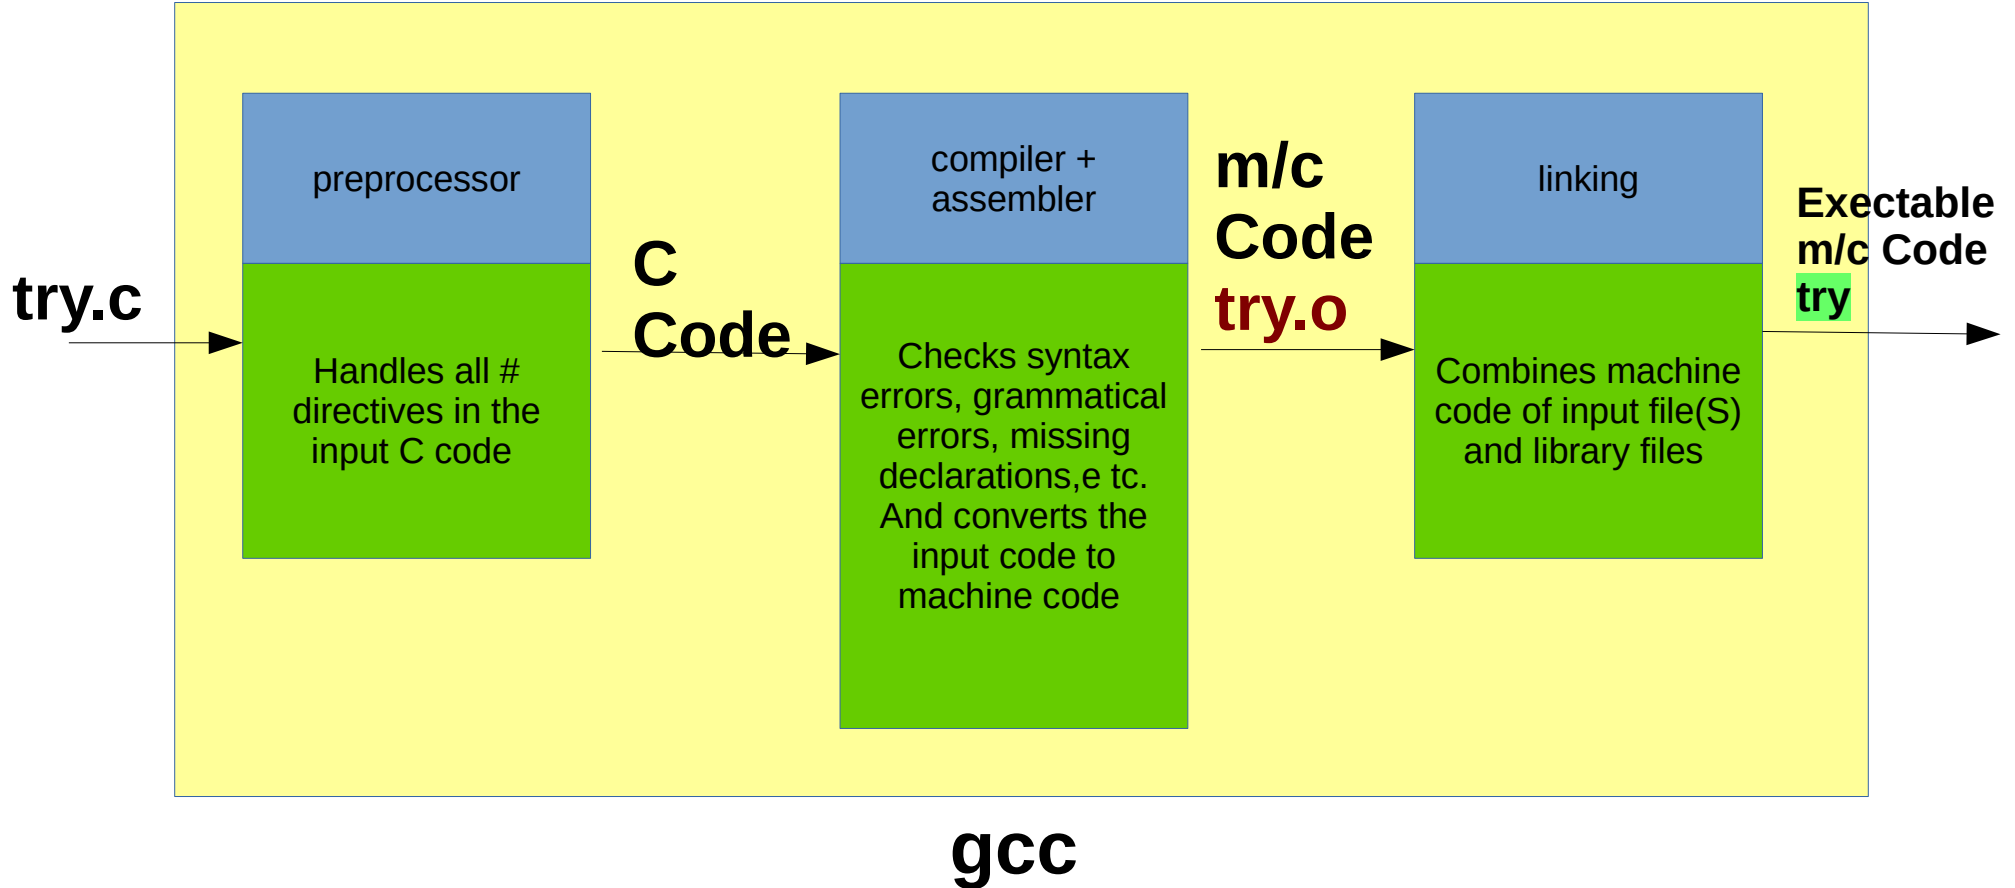 try.c
preprocessor
Handles all #
directives in the
input C code
C
Code
compiler +
assembler
Checks syntax
errors, grammatical
errors, missing
declarations,e tc.
And converts the
input code to
machine code
m/c
Code
try.o
linking
Combines machine
code of input file(S)
and library files
Exectable
m/c Code
try
gcc